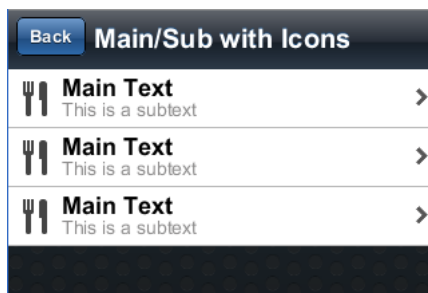 Back
Main/Sub with Icons
Main Text
This is a subtext
Main Text
This is a subtext
Main Text
This is a subtext